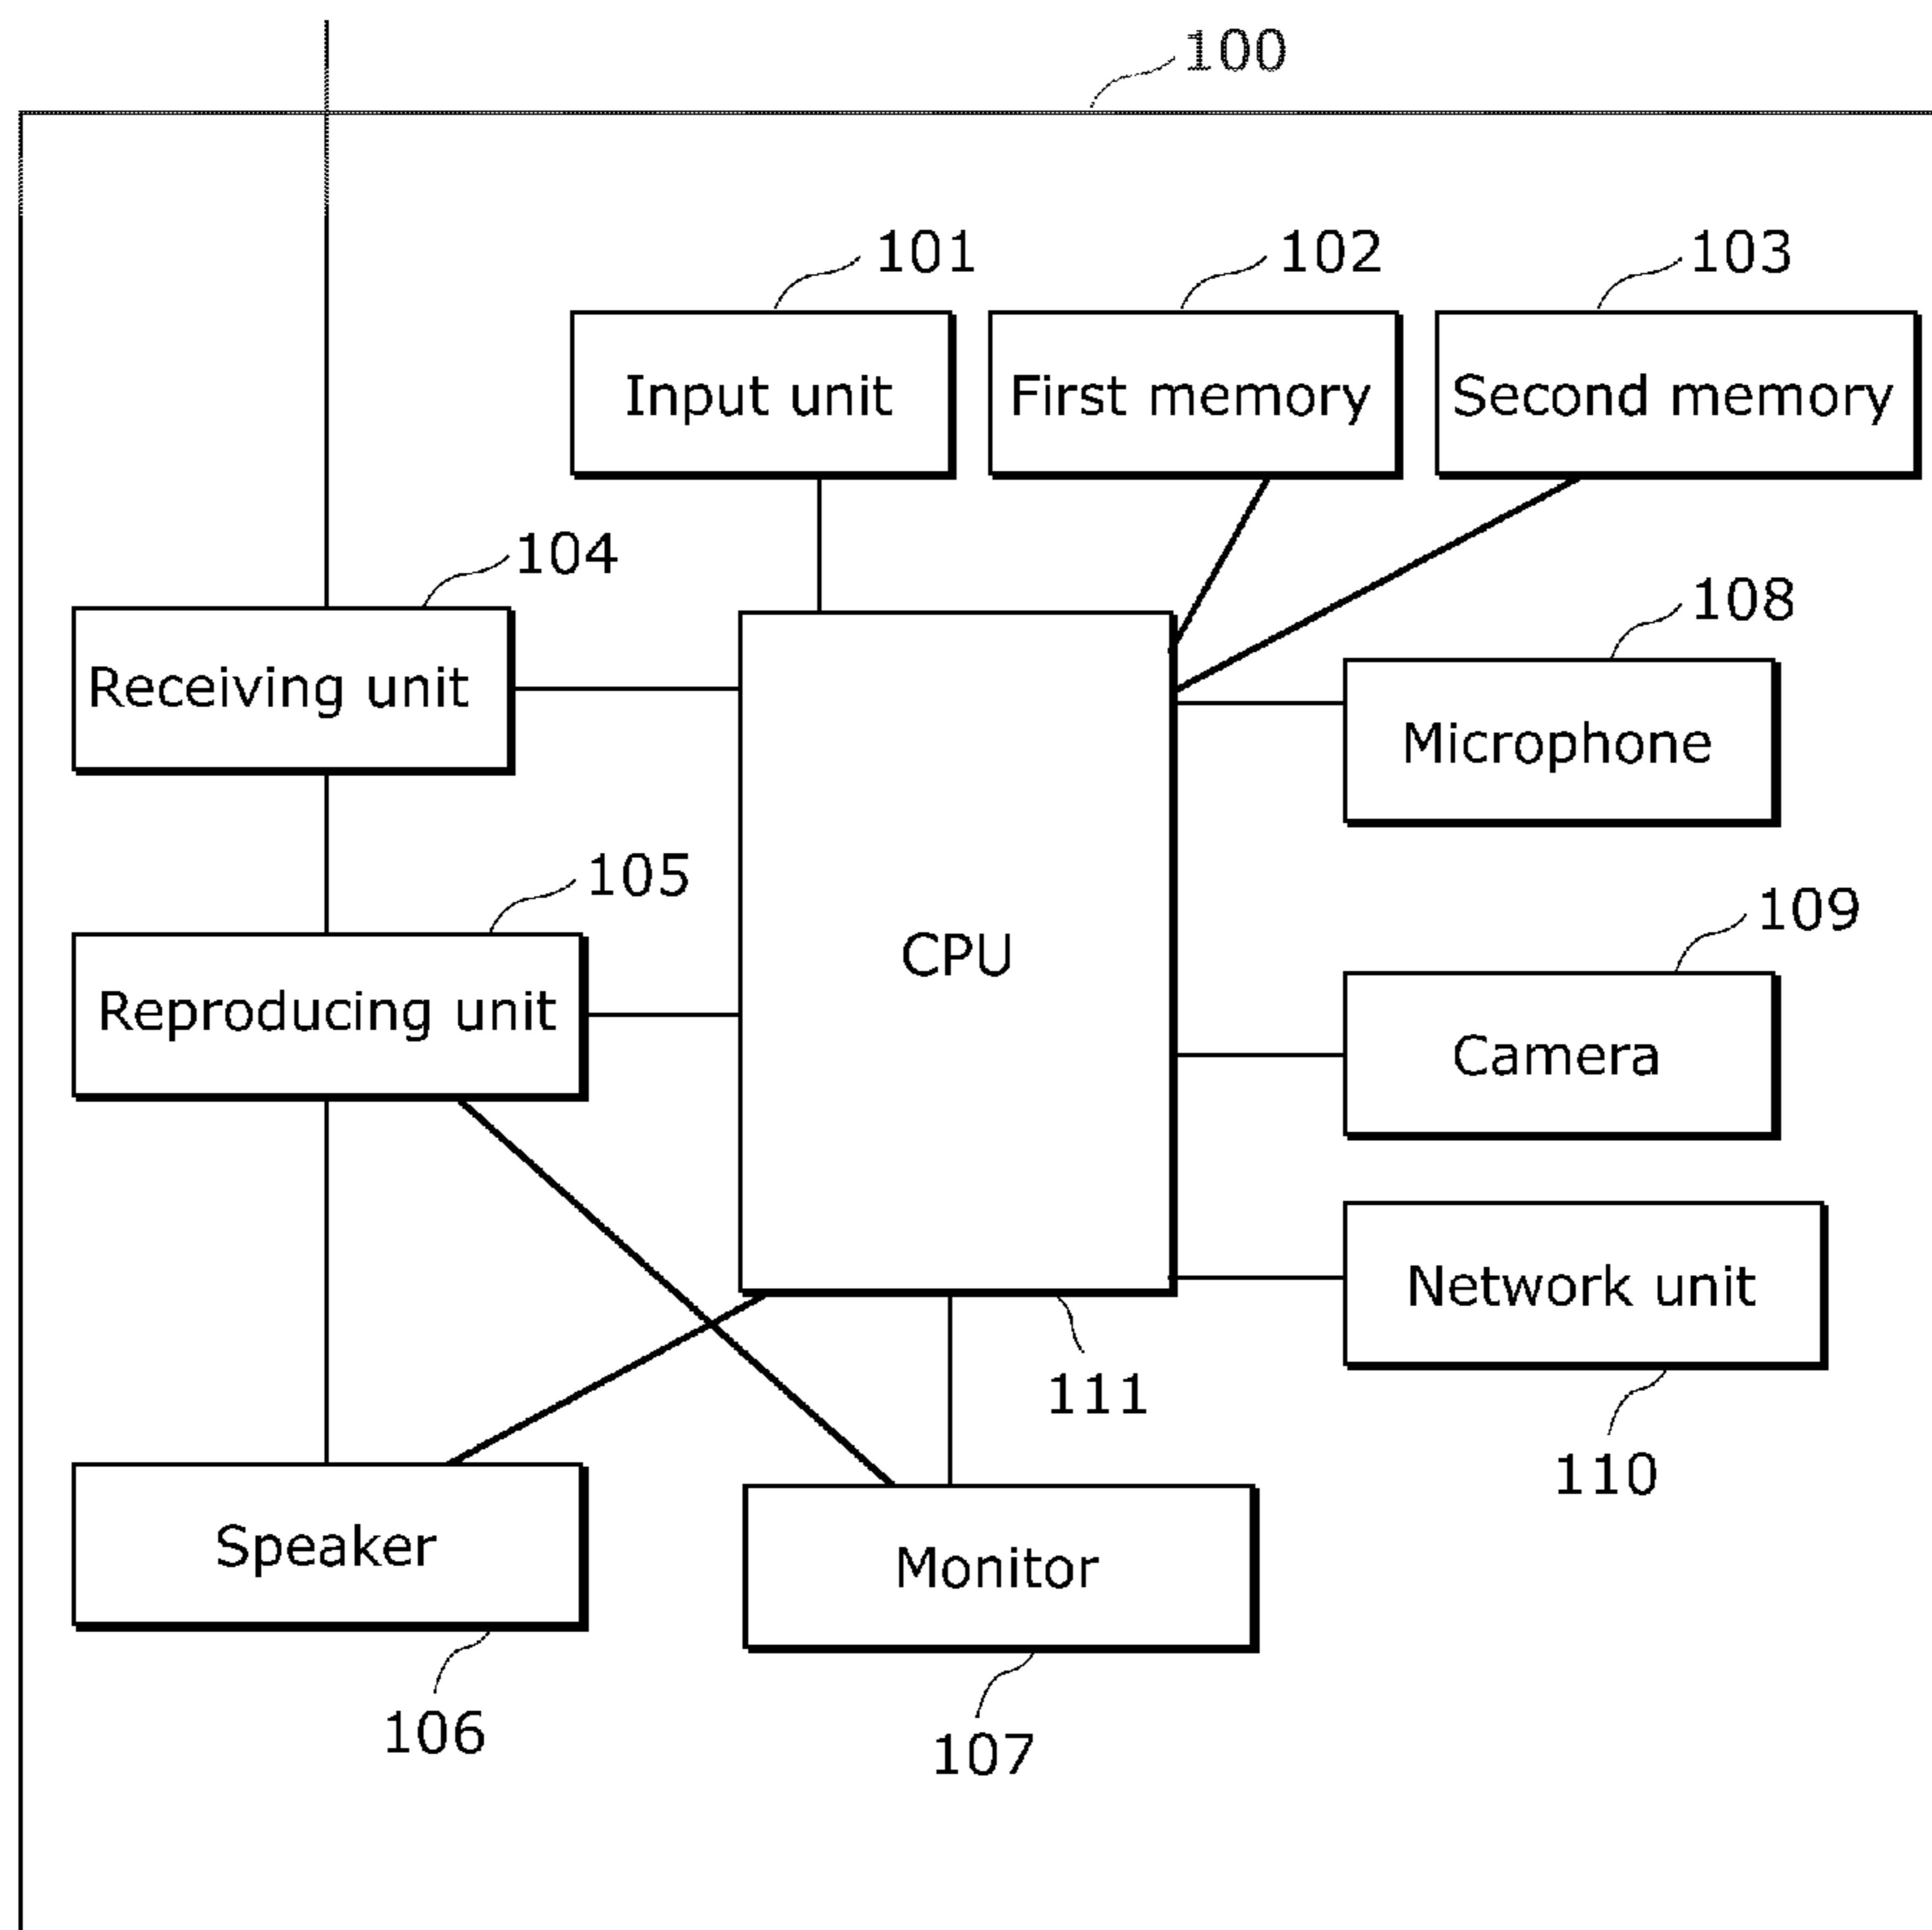 100
101
102
103
Input unit
First memory
Second memory
104
108
Receiving unit
Microphone
105
109
CPU
Reproducing unit
Camera
Network unit
111
110
Speaker
Monitor
106
107